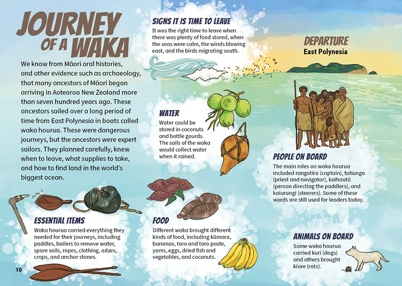 JOURNEY
OF A WAKA
We know from Māori oral histories,
and other evidence such as archaeology,
that many ancestors of Māori began
arriving in Aotearoa New Zealand more
than seven hundred years ago. These
ancestors sailed over a long period of
time from East Polynesia in boats called
waka hourua. These were dangerous
journeys, but the ancestors were expert
sailors. They planned carefully, knew
when to leave, what supplies to take,
and how to find land in the world's
biggest ocean.
SIGNS IT IS TIME TO LEAVE
It was the right time to leave when
there was plenty of food stored, when
the seas were calm, the winds blowing
east, and the birds migrating south.
DEPARTURE
East Polynesia
WATER
Water could be
stored in coconuts
and bottle gourds.
The sails of the waka
would collect water
when it rained.
PEOPLE ON BOARD
The main roles on waka hourua
included rangatira (captain), tohunga
(priest and navigator), kaihautū
(person directing the paddlers), and
kaiurungi (steerers). Some of these
words are still used for leaders today.
ESSENTIAL ITEMS
Waka hourua carried everything they
needed for their journeys, including
paddles, bailers to remove water,
spare sails, ropes, clothing, adzes,
crops, and anchor stones.
FOOD
Different waka brought different
kinds of food, including kūmara,
bananas, taro and taro paste,
yams, eggs, dried fish and
vegetables, and coconuts.
ANIMALS ON BOARD
Some waka
carried kurī (dogs)
and others brought
kiore (rats).
10